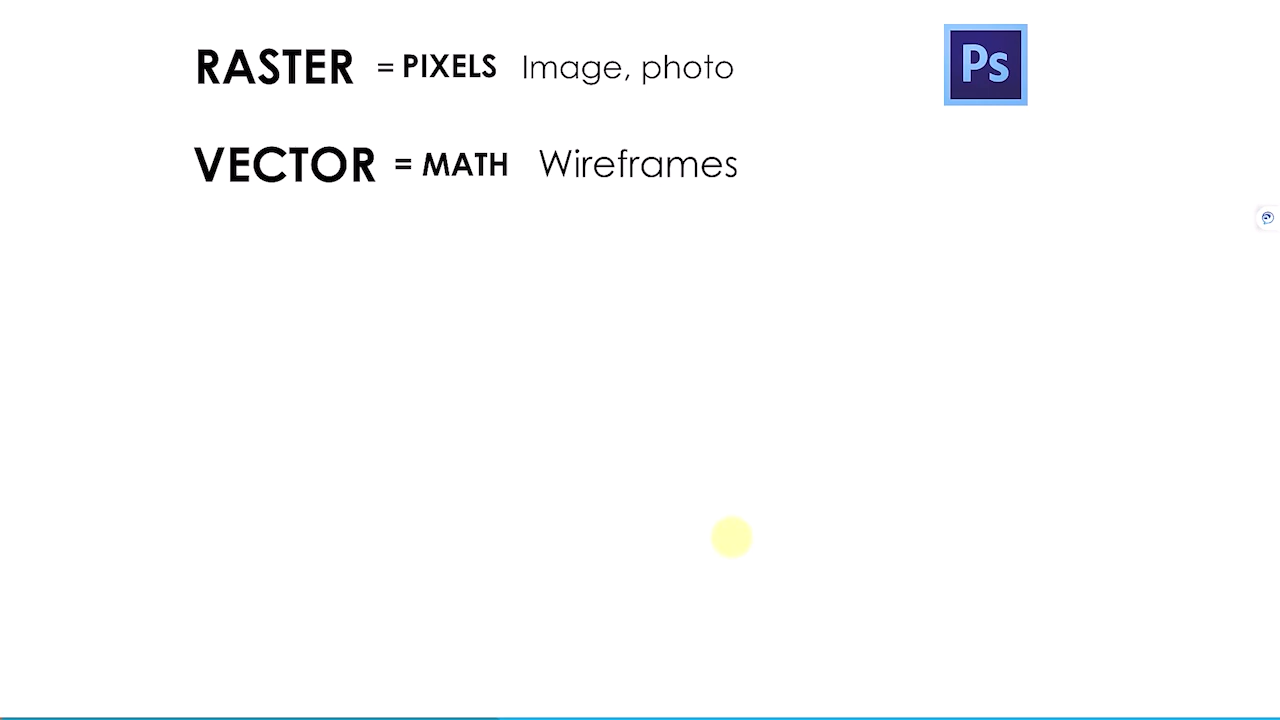 RASTER = PIXELS Image, photo
Ps
VECTOR = MATH Wireframes